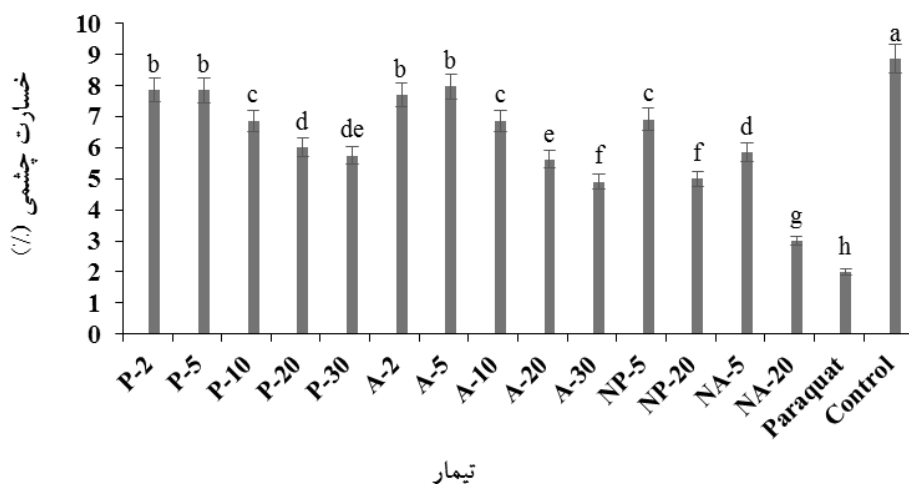 خسارت چشمی (٪)
10
9
8
7
6
5
4
3
2
1
0
b
b
c
d
de
b
b
c
e
f
c
f
d
g
h
a
P-2
P-5
P-10
P-20
P-30
A-2
A-5
A-10
A-20
A-30
NP-5
NP-20
NA-5
NA-20
Paraquat
Control
تیمار